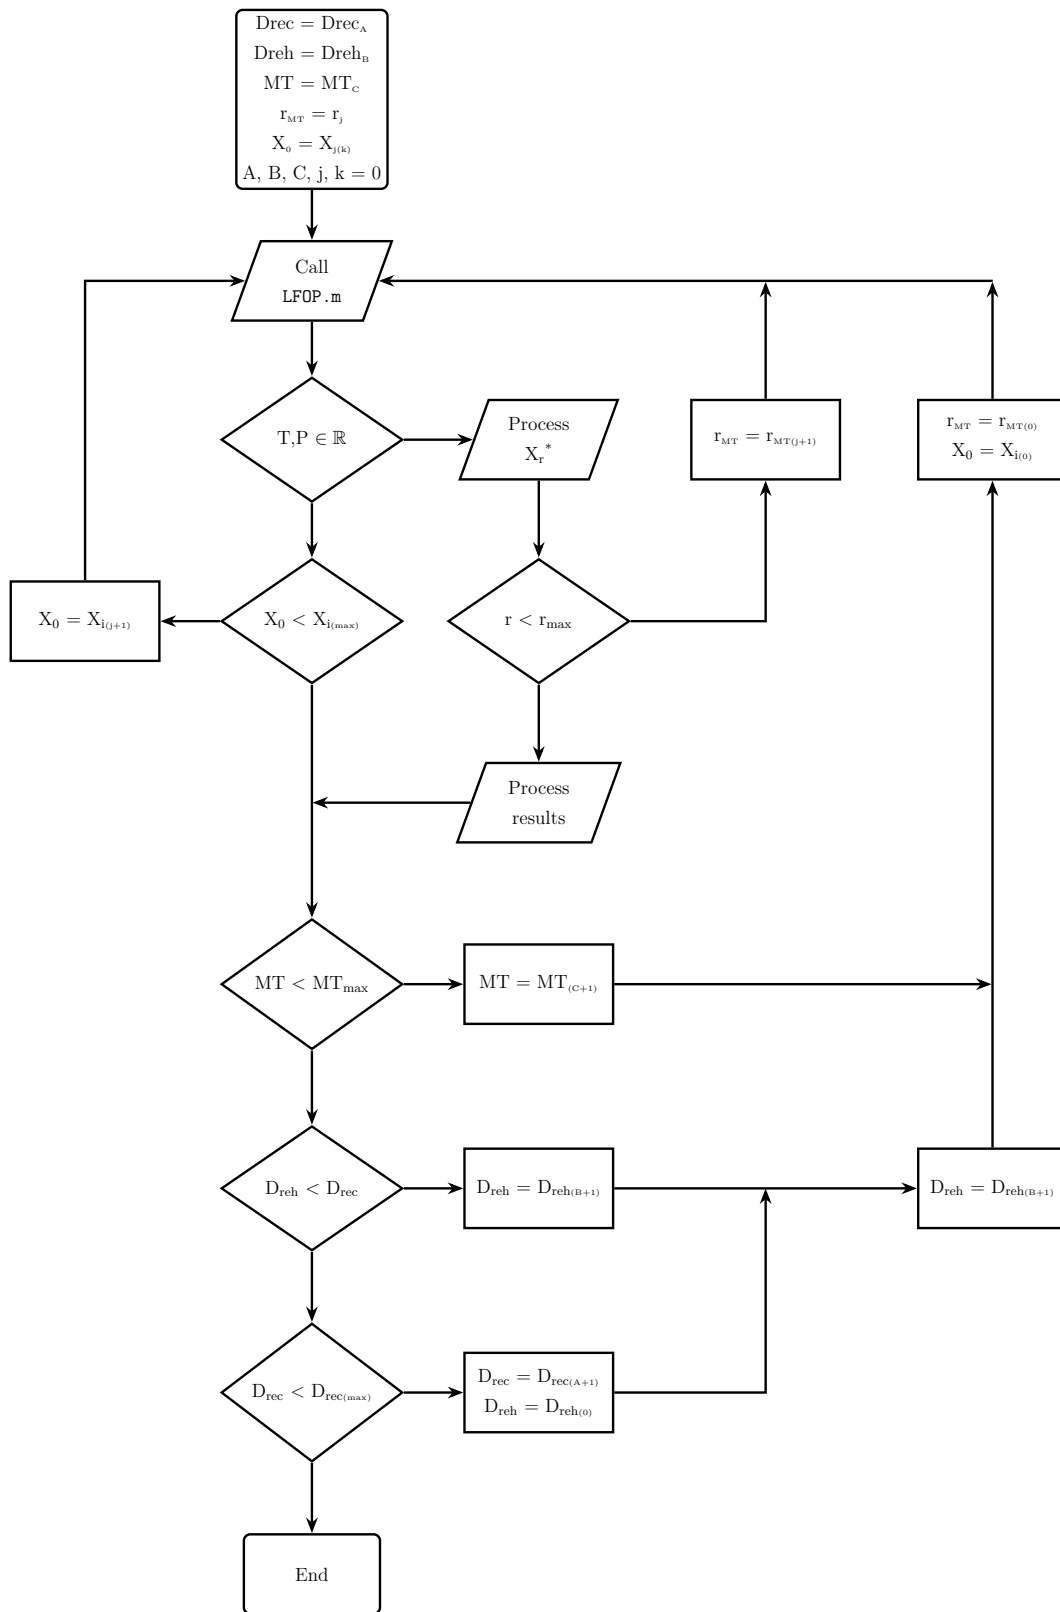 Drec = Drec_A
Dreh = Dreh_B
MT = MT_C
r_MT = r_j
X_0 = X_j(k)
A, B, C, j, k = 0
Call
LFOP.m
T,P ∈ ℝ
Process
X_r*
r_MT = r_MT(j+1)
r_MT = r_MT(0)
X_0 = X_i(0)
X_0 = X_i(j+1)
X_0 < X_i(max)
r < r_max
Process
results
MT < MT_max
MT = MT_(C+1)
D_reh < D_rec
D_reh = D_reh(B+1)
D_reh = D_reh(B+1)
D_rec < D_rec(max)
D_rec = D_rec(A+1)
D_reh = D_reh(0)
End